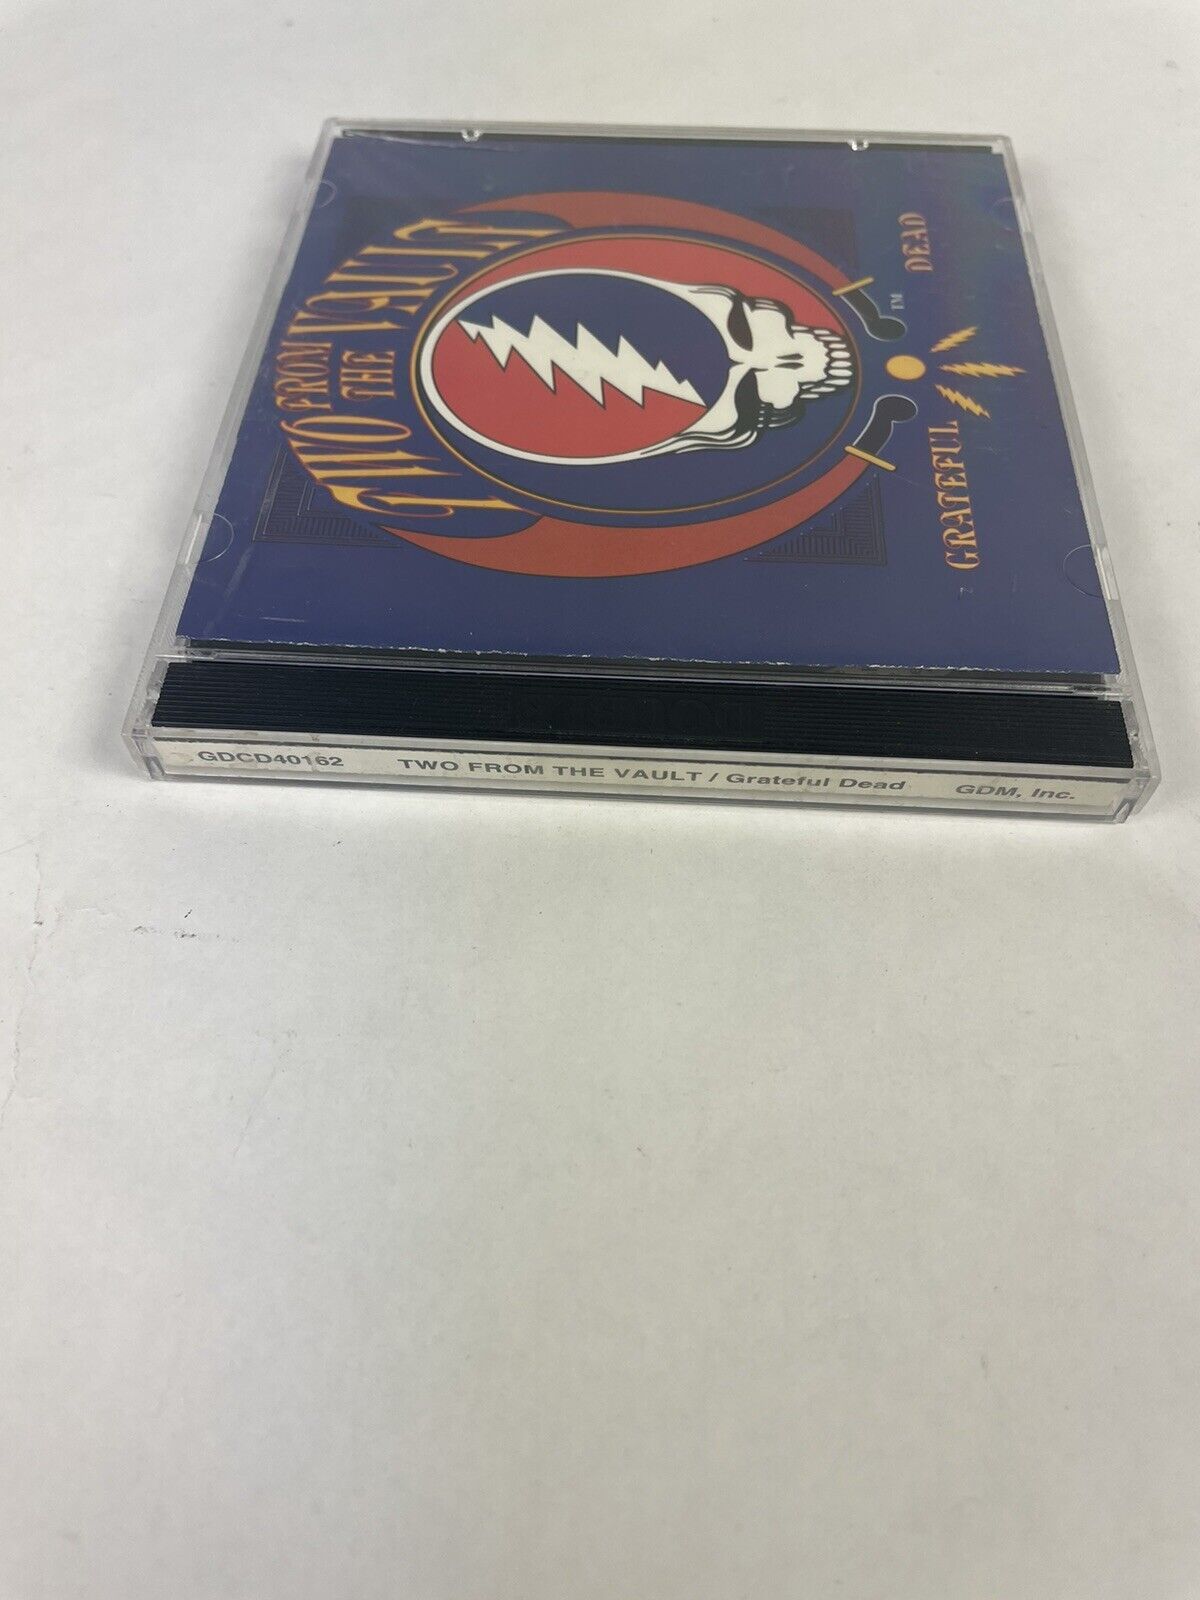 TWO FROM
THE VAULT
GRATEFUL DEAD
TM
GDCD40162 TWO FROM THE VAULT / Grateful Dead GDM, Inc.